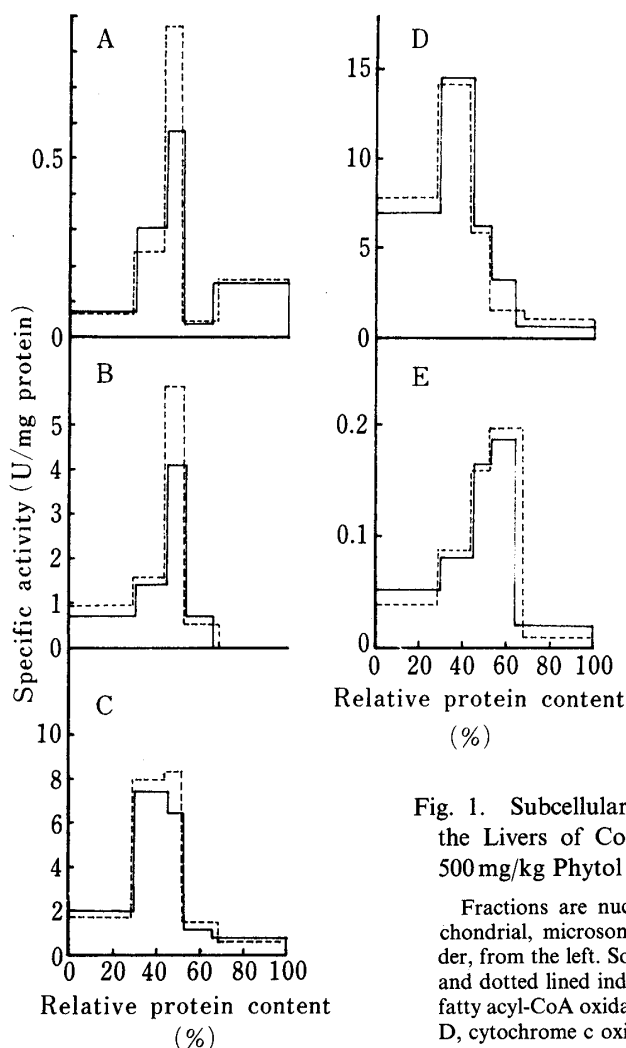 A
0.5
0
B
5
4
3
2
1
0
C
10
8
6
4
2
0
0 20 40 60 80 100
Relative protein content
(%)
Specific activity (U/mg protein)
D
15
10
5
0
E
0.2
0.1
0
0 20 40 60 80 100
Relative protein content
(%)
Fig. 1. Subcellular
the Livers of Co
500 mg/kg Phytol
Fractions are nuc
chondrial, microson
der, from the left. So
and dotted lined ind
fatty acyl-CoA oxida
D, cytochrome c oxi